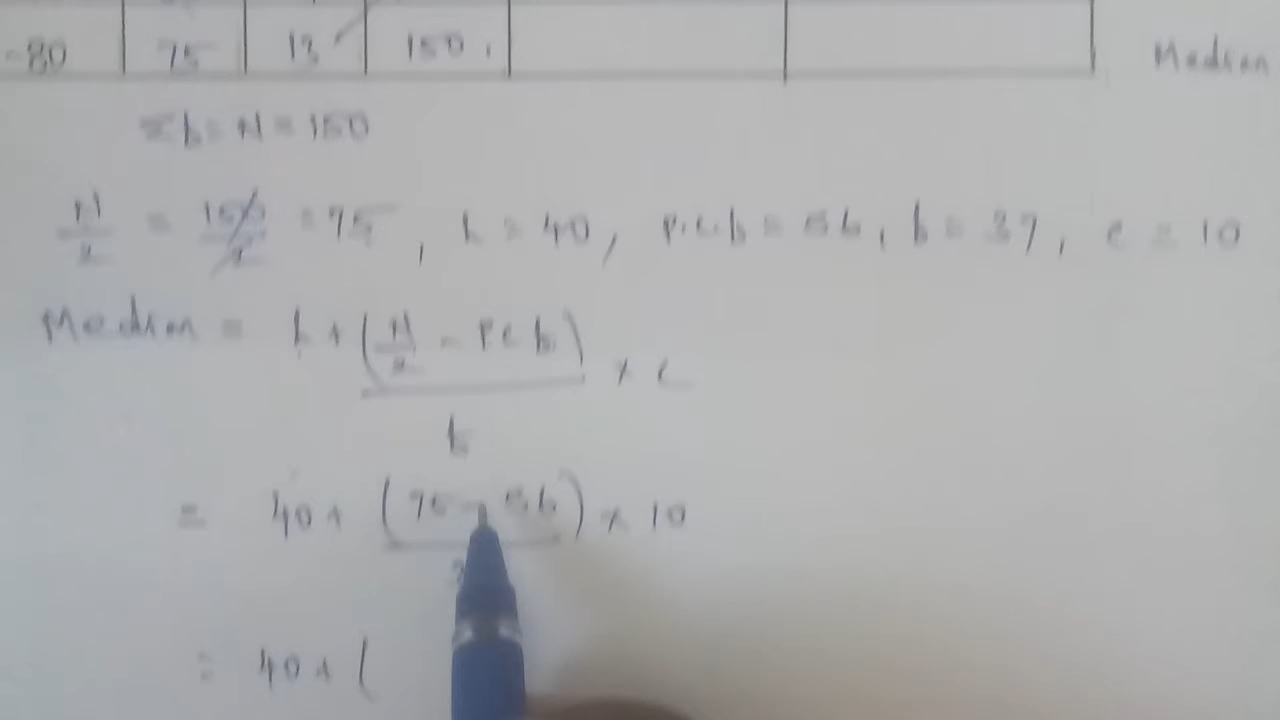 -80 75 13 150 Median
Σf = N = 150
N/2 = 150/2 = 75, L = 40, P.C.f = 56, f = 37, C = 10
Median = L + (N/2 - PCf)/f × C
= 40 + (75 - 56) × 10
= 40 + (